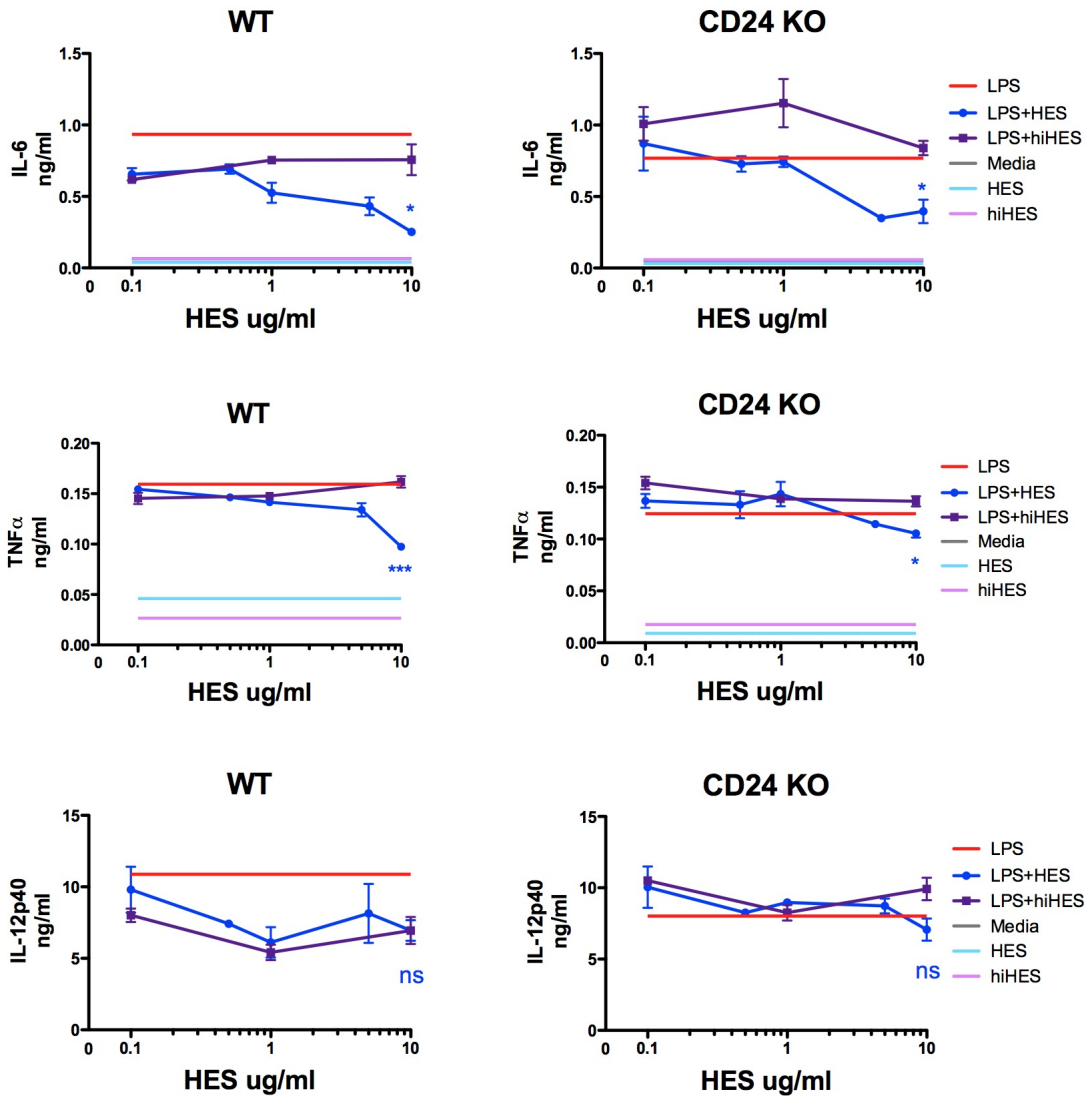 WT
1.5
1.0
0.5
0.0
IL-6
ng/ml
0 0.1 1 10
HES ug/ml
*
CD24 KO
1.5
1.0
0.5
0.0
IL-6
ng/ml
0 0.1 1 10
HES ug/ml
*
LPS
LPS+HES
LPS+hiHES
Media
HES
hiHES
WT
0.20
0.15
0.10
0.05
0.00
TNFα
ng/ml
0 0.1 1 10
HES ug/ml
***
CD24 KO
0.20
0.15
0.10
0.05
0.00
TNFα
ng/ml
0 0.1 1 10
HES ug/ml
*
LPS
LPS+HES
LPS+hiHES
Media
HES
hiHES
WT
15
10
5
0
IL-12p40
ng/ml
0 0.1 1 10
HES ug/ml
ns
CD24 KO
15
10
5
0
IL-12p40
ng/ml
0 0.1 1 10
HES ug/ml
ns
LPS
LPS+HES
LPS+hiHES
Media
HES
hiHES